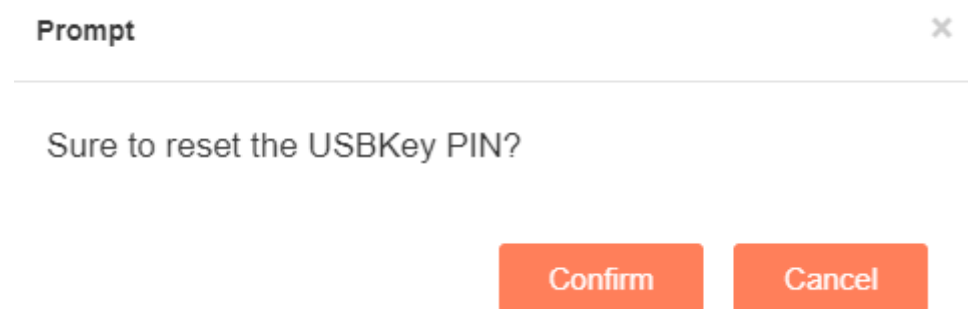 Prompt ×
Sure to reset the USBKey PIN?
Confirm Cancel